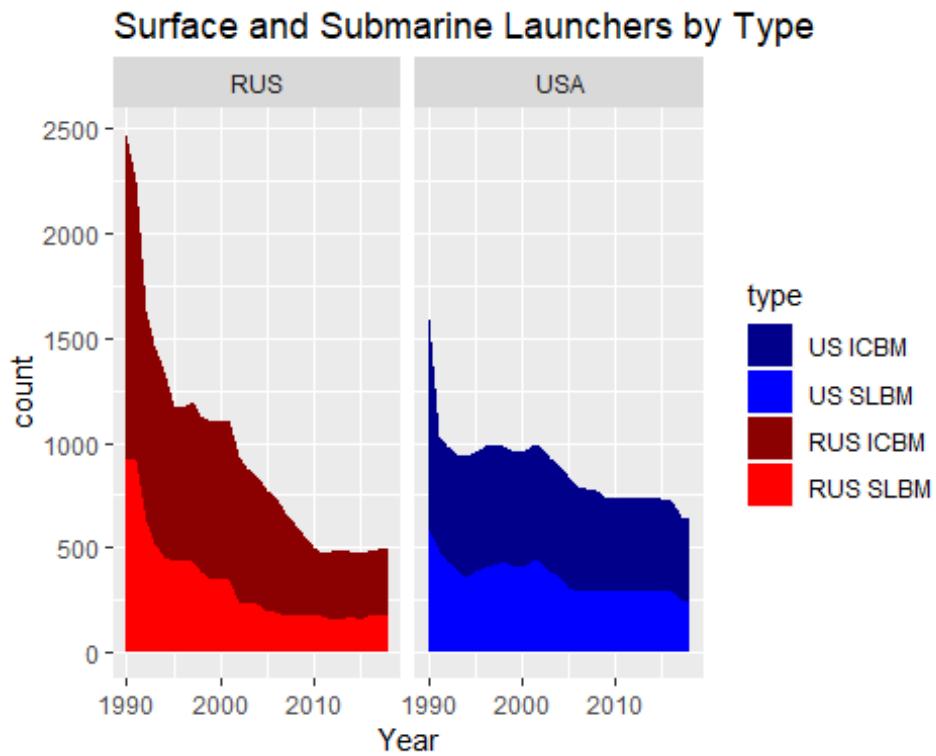 Surface and Submarine Launchers by Type
RUS
USA
2500
2000
1500
1000
500
0
count
1990
2000
2010
1990
2000
2010
Year
type
US ICBM
US SLBM
RUS ICBM
RUS SLBM